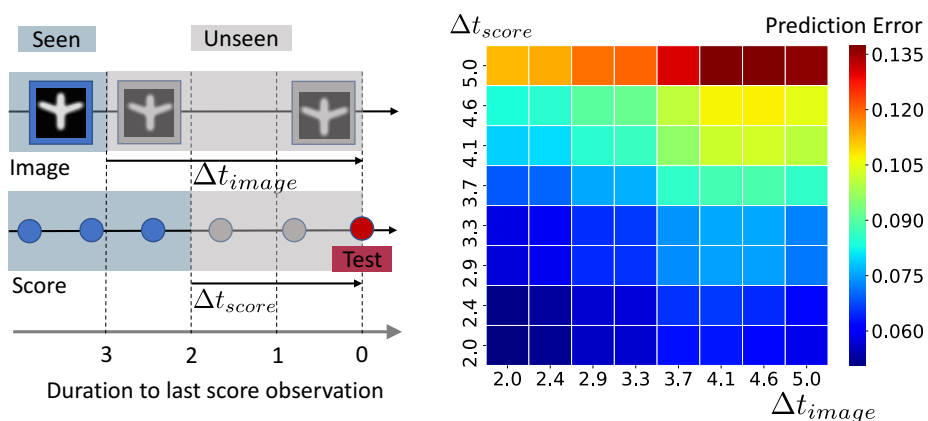 Seen
Unseen
Image
Δt_image
Test
Score
Δt_score
3 2 1 0
Duration to last score observation
Δt_score
Prediction Error
5.0
4.6
4.1
3.7
3.3
2.9
2.4
2.0
2.0 2.4 2.9 3.3 3.7 4.1 4.6 5.0
Δt_image
0.135
0.120
0.105
0.090
0.075
0.060